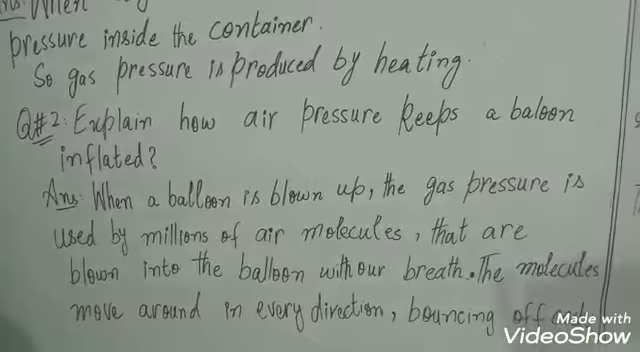 Ans: When
pressure inside the container.
So gas pressure is produced by heating.
Q#2: Explain how air pressure keeps a baloon
inflated?
Ans: When a balloon is blown up, the gas pressure is
used by millions of air molecules, that are
blown into the balloon with our breath. The molecules
move around in every direction, bouncing off
Made with
VideoShow